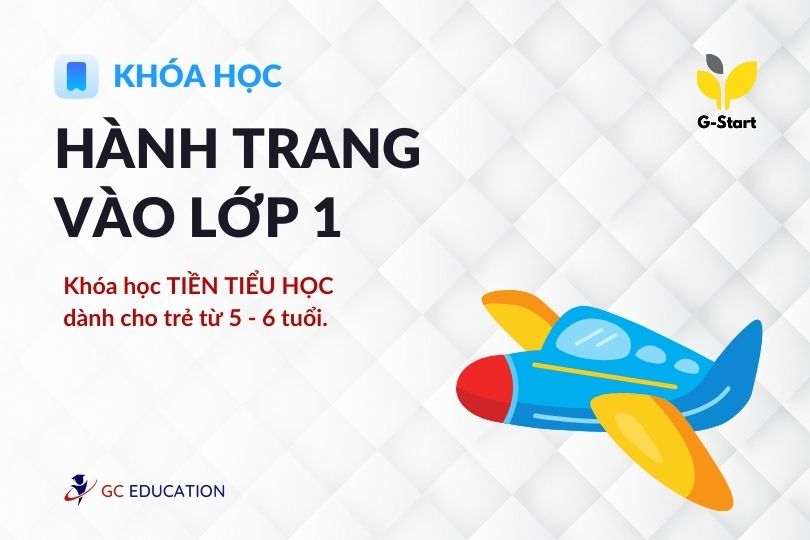 KHÓA HỌC
G-Start
HÀNH TRANG
VÀO LỚP 1
Khóa học TIỀN TIỂU HỌC
dành cho trẻ từ 5 - 6 tuổi.
GC EDUCATION